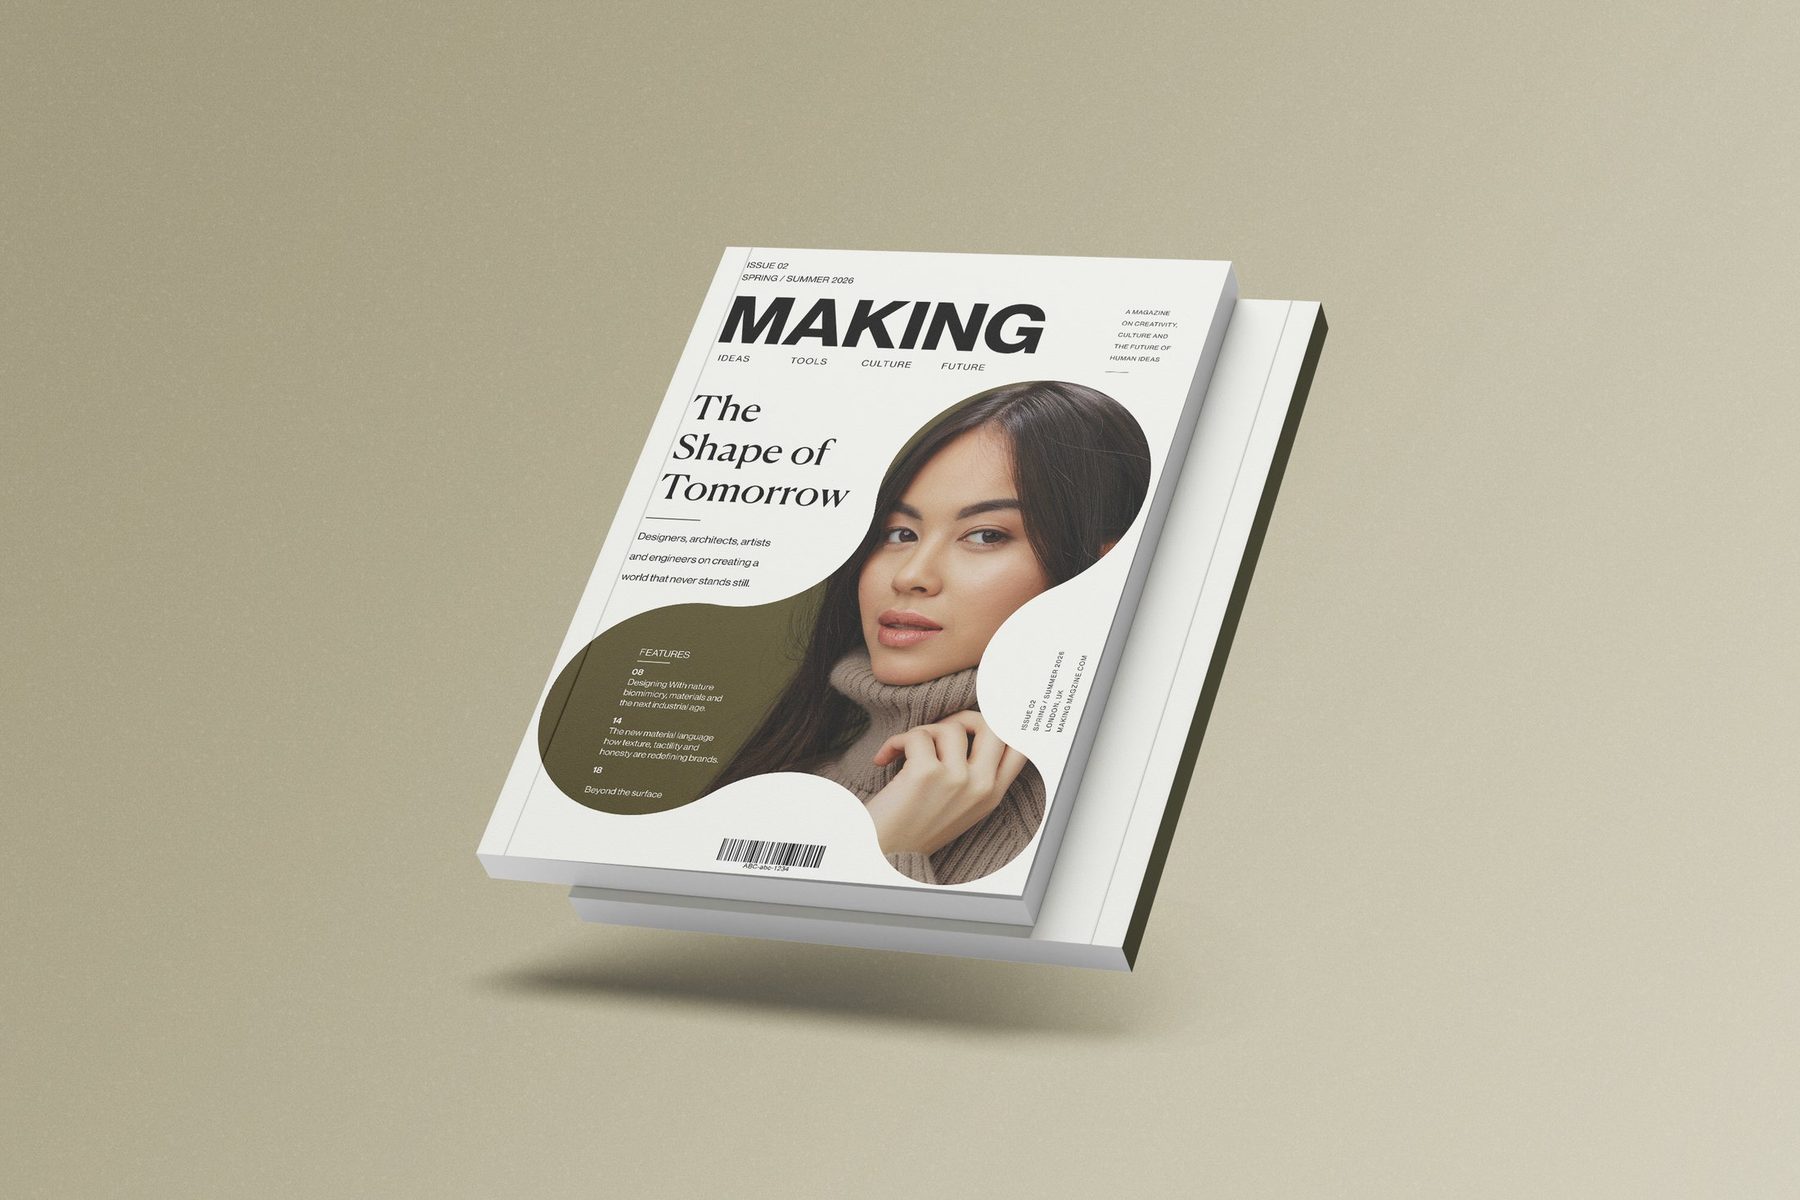 ISSUE 02
SPRING / SUMMER 2026
MAKING
IDEAS TOOLS CULTURE FUTURE
A MAGAZINE
ON CREATIVITY,
CULTURE AND
THE FUTURE OF
HUMAN IDEAS
The
Shape of
Tomorrow
Designers, architects, artists
and engineers on creating a
world that never stands still.
FEATURES
08
Designing With nature
biomimicry, materials and
the next industrial age.
14
The new material language
how texture, tactility and
honesty are redefining brands.
18
Beyond the surface
ISSUE 02
SPRING / SUMMER 2026
LONDON, UK
MAKING MAGZINE.COM
ABC-abc-1234